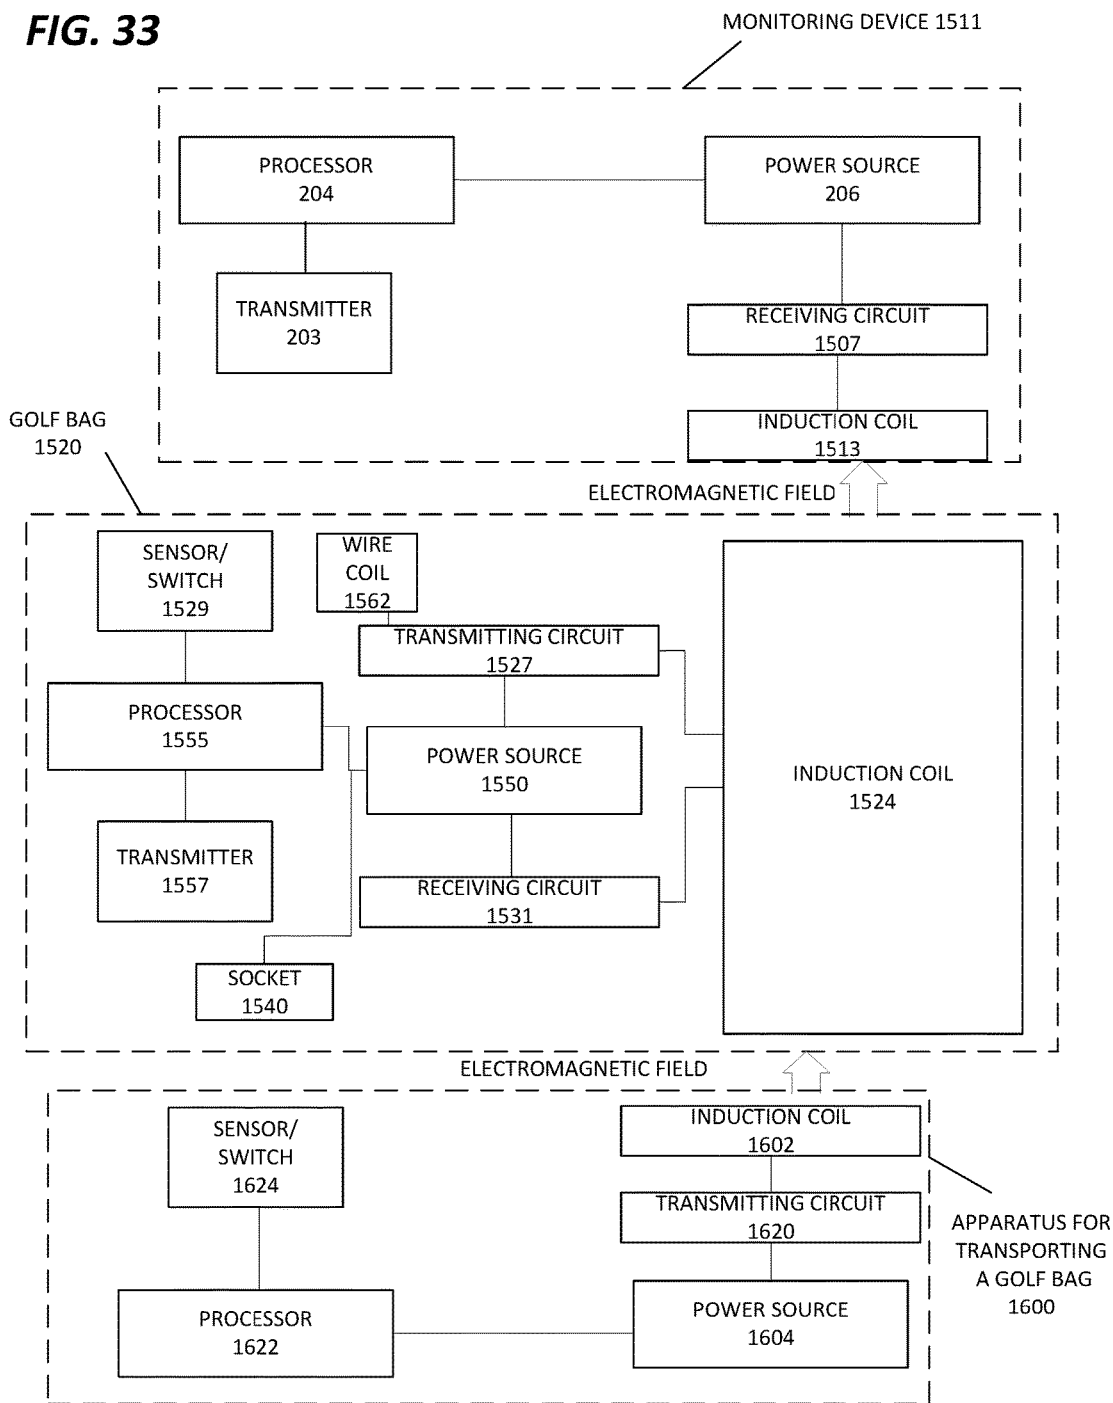 FIG. 33
MONITORING DEVICE 1511
PROCESSOR
204
POWER SOURCE
206
TRANSMITTER
203
RECEIVING CIRCUIT
1507
INDUCTION COIL
1513
GOLF BAG
1520
ELECTROMAGNETIC FIELD
SENSOR/
SWITCH
1529
WIRE
COIL
1562
TRANSMITTING CIRCUIT
1527
PROCESSOR
1555
POWER SOURCE
1550
INDUCTION COIL
1524
TRANSMITTER
1557
RECEIVING CIRCUIT
1531
SOCKET
1540
ELECTROMAGNETIC FIELD
SENSOR/
SWITCH
1624
INDUCTION COIL
1602
TRANSMITTING CIRCUIT
1620
APPARATUS FOR
TRANSPORTING
A GOLF BAG
1600
PROCESSOR
1622
POWER SOURCE
1604